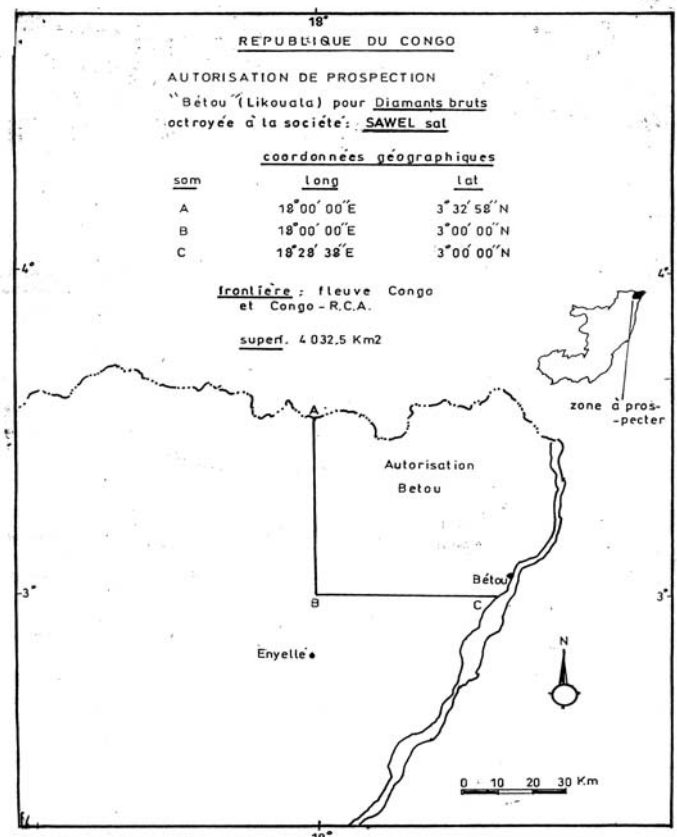 18°
REPUBLIQUE DU CONGO
AUTORISATION DE PROSPECTION
"Bétou"(Likouala) pour Diamants bruts
octroyée à la société: SAWEL sal
coordonnées géographiques
som long lat
A 18°00'00"E 3°32'58"N
B 18°00'00"E 3°00'00"N
C 18°28'38"E 3°00'00"N
4° 4°
frontière : fleuve Congo
et Congo - R.C.A.
superf. 4 032,5 Km2
zone à pros-
-pecter
A
Autorisation
Betou
Bétou
3° B C 3°
Enyelle
N
0 10 20 30 Km
18°